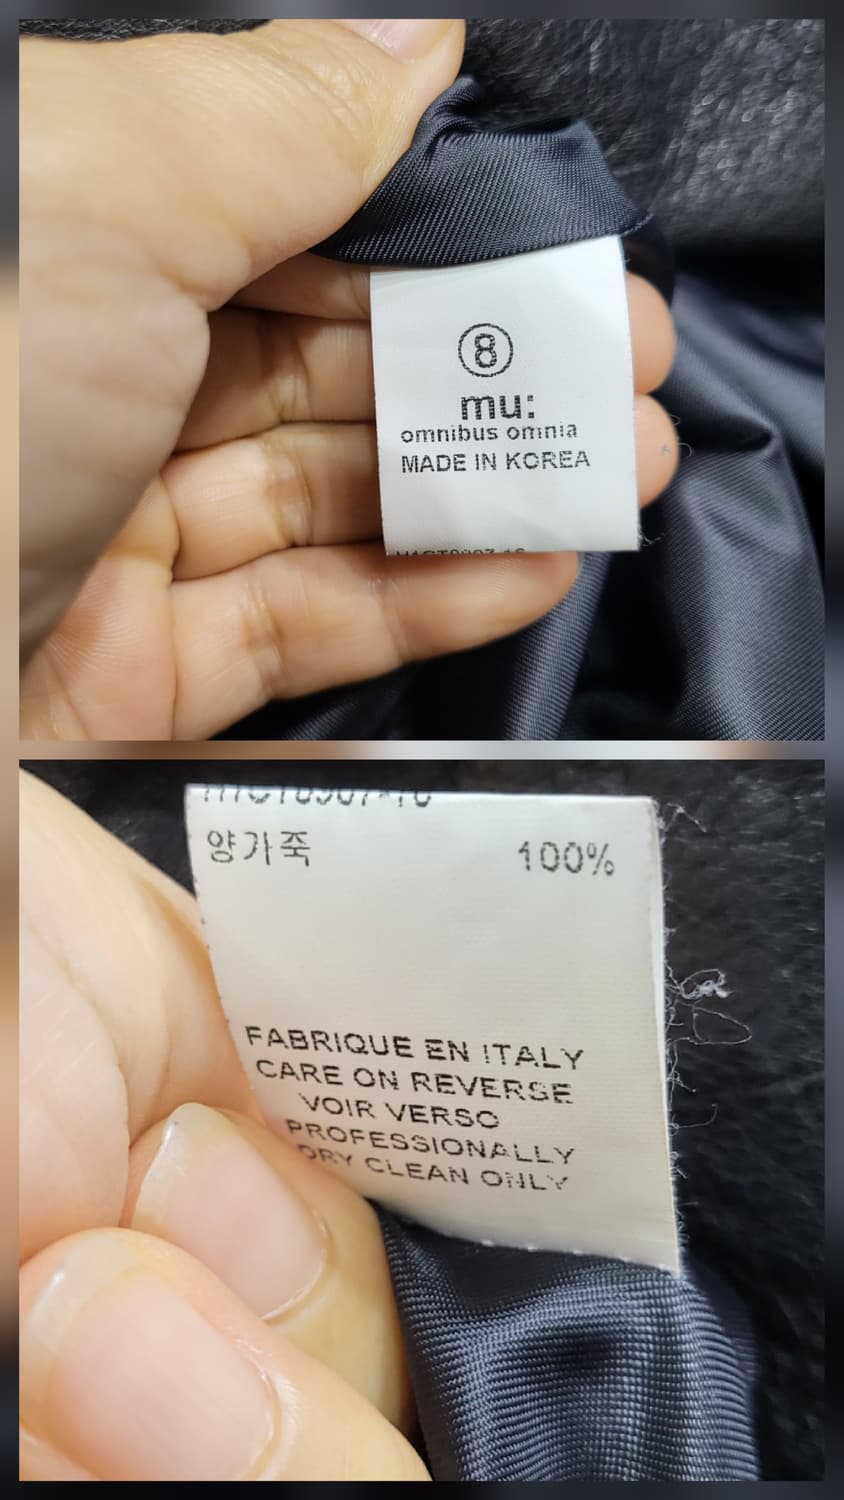 8
mu:
omnibus omnia
MADE IN KOREA
양가죽 100%
FABRIQUE EN ITALY
CARE ON REVERSE
VOIR VERSO
PROFESSIONALLY
DRY CLEAN ONLY